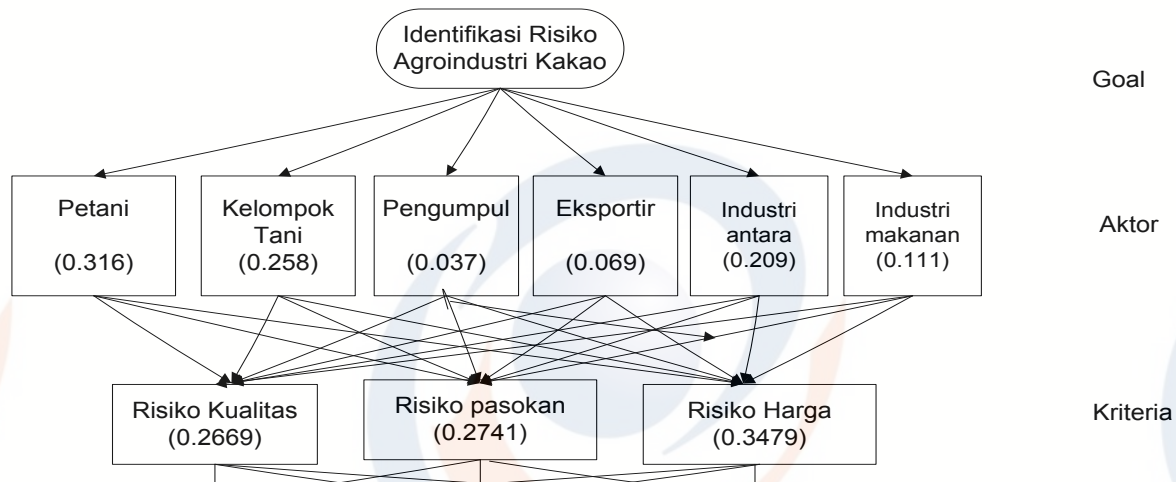 Identifikasi Risiko
Agroindustri Kakao
Goal
Petani
(0.316)
Kelompok
Tani
(0.258)
Pengumpul
(0.037)
Eksportir
(0.069)
Industri
antara
(0.209)
Industri
makanan
(0.111)
Aktor
Risiko Kualitas
(0.2669)
Risiko pasokan
(0.2741)
Risiko Harga
(0.3479)
Kriteria